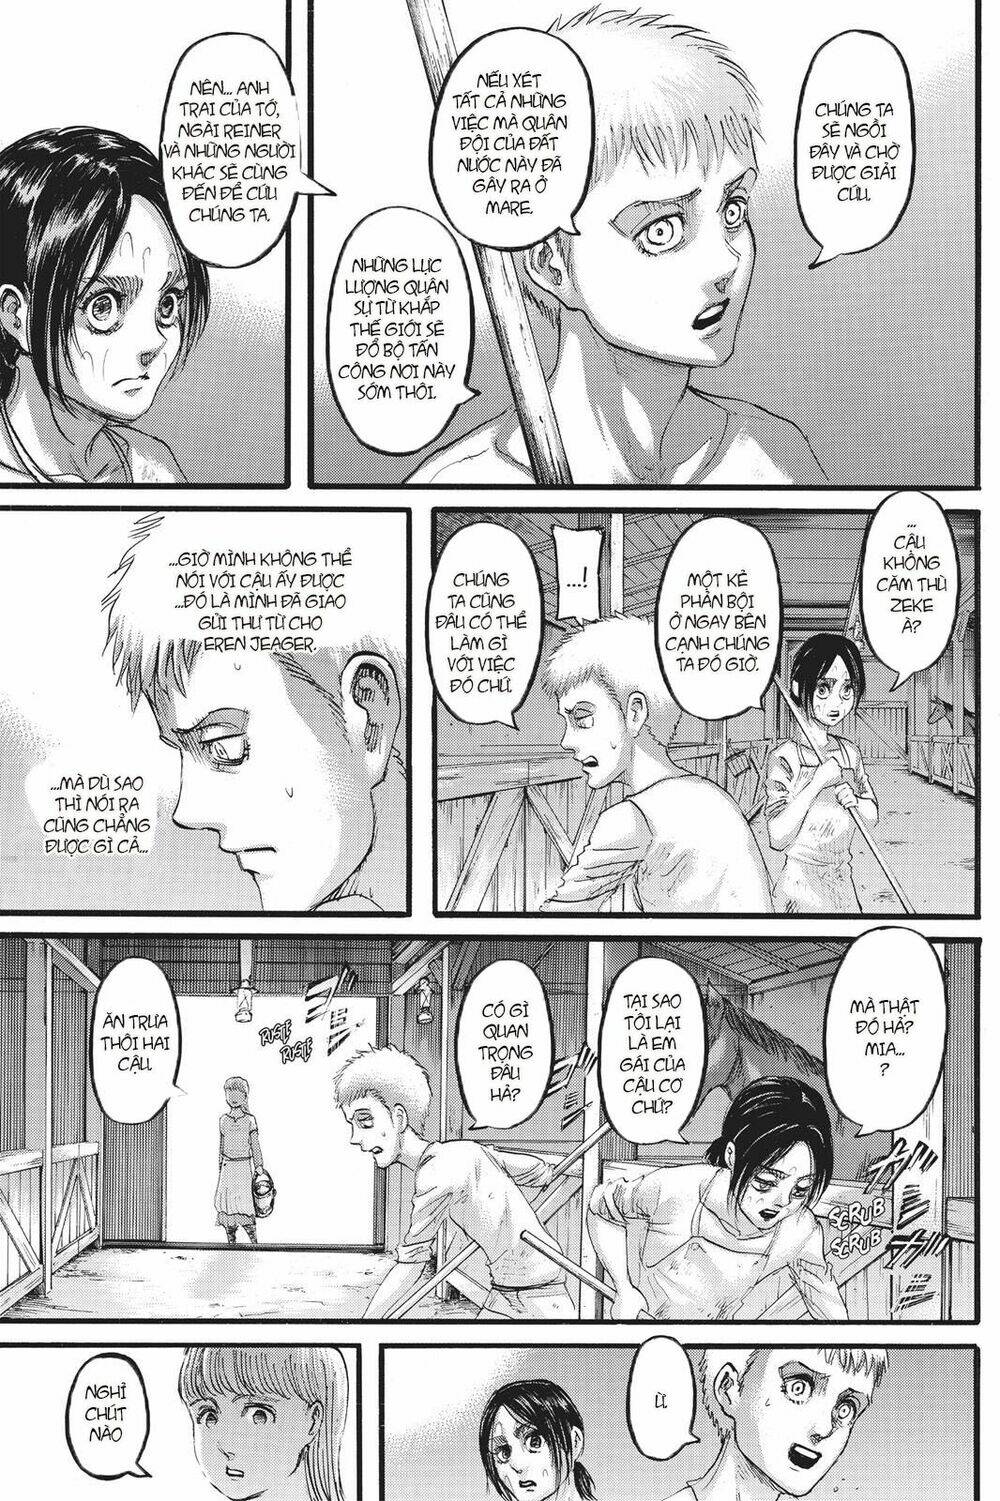 CHÚNG TA
SẼ NGỒI
ĐÂY VÀ CHỜ
ĐƯỢC GIẢI
CỨU.
NẾU XÉT
TẤT CẢ NHỮNG
VIỆC MÀ QUÂN
ĐỘI CỦA ĐẤT
NƯỚC NÀY ĐÃ
GÂY RA Ở
MARE.
NHỮNG LỰC
LƯỢNG QUÂN
SỰ TỪ KHẮP
THẾ GIỚI SẼ
ĐỔ BỘ TẤN
CÔNG NƠI NÀY
SỚM THÔI.
NÊN... ANH
TRAI CỦA TỚ,
NGÀI REINER
VÀ NHỮNG NGƯỜI
KHÁC SẼ CÙNG
ĐẾN ĐỂ CỨU
CHÚNG TA.
...
CẬU
KHÔNG
CĂM THÙ
ZEKE
À?
MỘT KẺ
PHẢN BỘI
Ở NGAY BÊN
CẠNH CHÚNG
TA ĐÓ GIỜ.
...!
CHÚNG
TA CŨNG
ĐÂU CÓ THỂ
LÀM GÌ
VỚI VIỆC
ĐÓ CHỨ.
...GIỜ MÌNH KHÔNG THỂ
NÓI VỚI CẬU ẤY ĐƯỢC
...ĐÓ LÀ MÌNH ĐÃ GIAO
GỬI THƯ TỪ CHO
EREN JEAGER.
...MÀ DÙ SAO
THÌ NÓI RA
CŨNG CHẲNG
ĐƯỢC GÌ CẢ...
MÀ THẬT
ĐÓ HẢ?
MIA...
?
TẠI SAO
TÔI LẠI
LÀ EM
GÁI CỦA
CẬU CƠ
CHỨ?
SCRUB
SCRUB
CÓ GÌ
QUAN
TRỌNG
ĐÂU
HẢ?
RUSTE
RUSTE
ĂN TRƯA
THÔI HAI
CẬU.
Ừ.
NGHỈ
CHÚT
NÀO